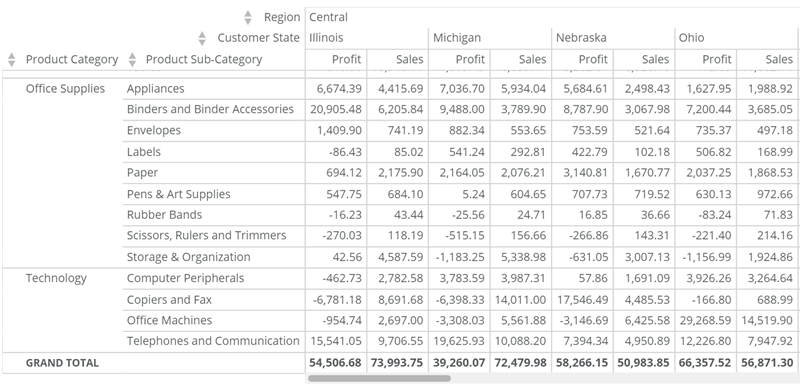 Region Central
Customer State Illinois Michigan Nebraska Ohio
Product Category Product Sub-Category Profit Sales Profit Sales Profit Sales Profit Sales
Office Supplies Appliances 6,674.39 4,415.69 7,036.70 5,934.04 5,684.61 2,498.43 1,627.95 1,988.92
Binders and Binder Accessories 20,905.48 6,205.84 9,488.00 3,789.90 8,787.90 3,067.98 7,200.44 3,685.05
Envelopes 1,409.90 741.19 882.34 553.65 753.59 521.64 735.37 497.18
Labels -86.43 85.02 541.24 292.81 422.79 102.18 506.82 168.99
Paper 694.12 2,175.90 2,164.05 2,076.21 3,140.81 1,670.77 2,037.25 1,868.53
Pens & Art Supplies 547.75 684.10 5.24 604.65 707.73 719.52 630.13 972.66
Rubber Bands -16.23 43.44 -25.56 24.71 16.85 36.66 -83.24 71.83
Scissors, Rulers and Trimmers -270.03 118.19 -515.15 156.66 -266.86 143.31 -221.40 214.16
Storage & Organization 42.56 4,587.59 -1,183.25 5,338.98 -631.05 3,007.13 -1,156.99 1,924.86
Technology Computer Peripherals -462.73 2,782.58 3,783.59 3,987.31 57.86 1,691.09 3,926.26 3,264.64
Copiers and Fax -6,781.18 8,691.68 -6,398.33 14,011.00 17,546.49 4,485.53 -166.80 688.99
Office Machines -954.74 2,697.00 -3,308.03 5,561.88 -3,146.69 6,425.58 29,268.59 14,519.90
Telephones and Communication 15,541.05 9,706.55 19,625.93 10,088.20 7,394.34 4,950.89 12,226.80 7,947.92
GRAND TOTAL 54,506.68 73,993.75 39,260.07 72,479.98 58,266.15 50,983.85 66,357.52 56,871.30